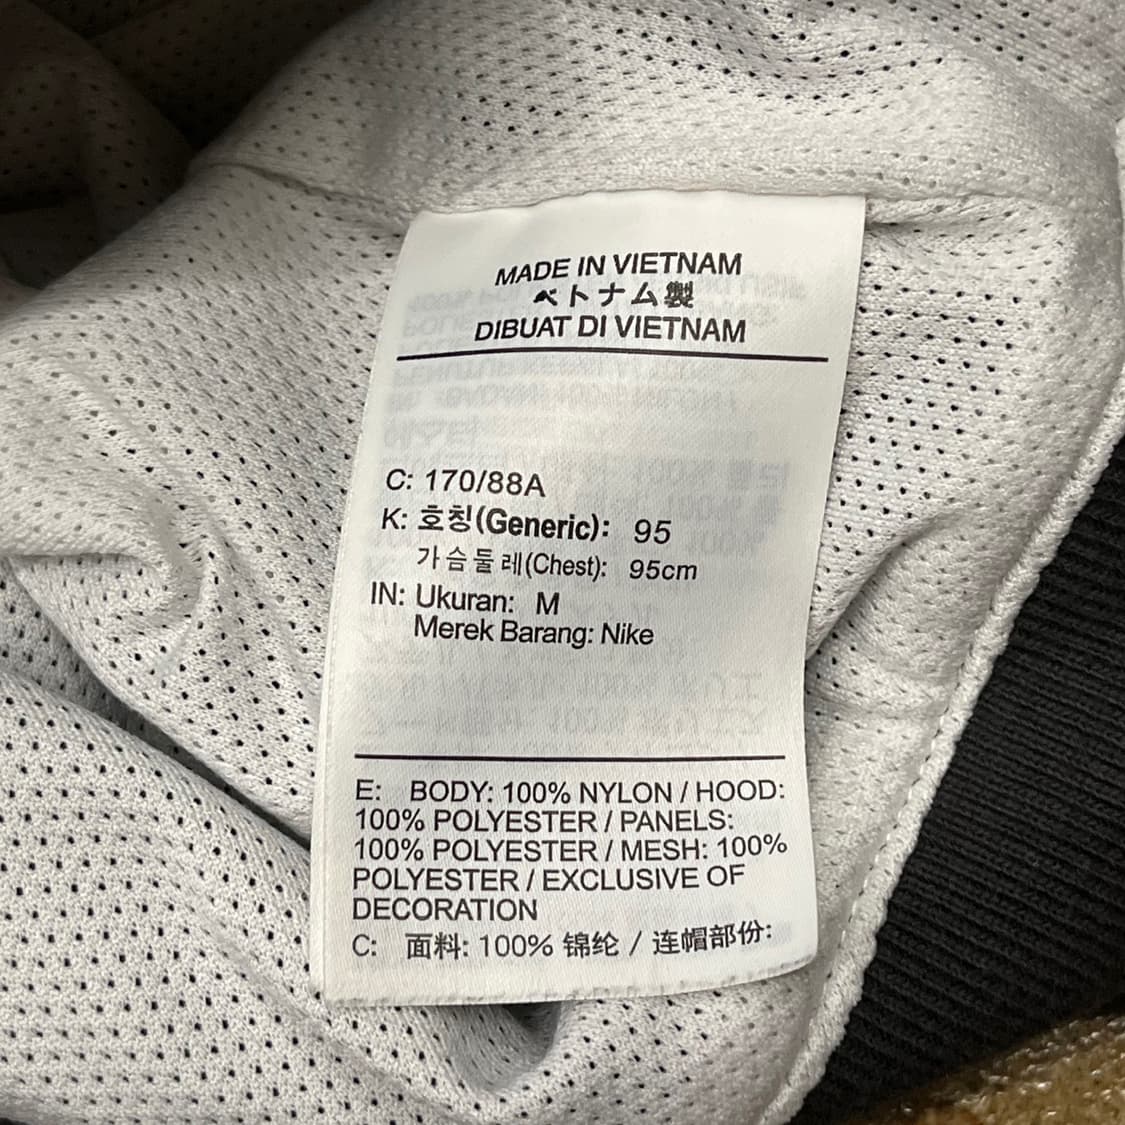 MADE IN VIETNAM
ベトナム製
DIBUAT DI VIETNAM
C: 170/88A
K: 호칭(Generic): 95
가슴둘레(Chest): 95cm
IN: Ukuran: M
Merek Barang: Nike
E: BODY: 100% NYLON / HOOD:
100% POLYESTER / PANELS:
100% POLYESTER / MESH: 100%
POLYESTER / EXCLUSIVE OF
DECORATION
C: 面料: 100% 锦纶 / 连帽部份: